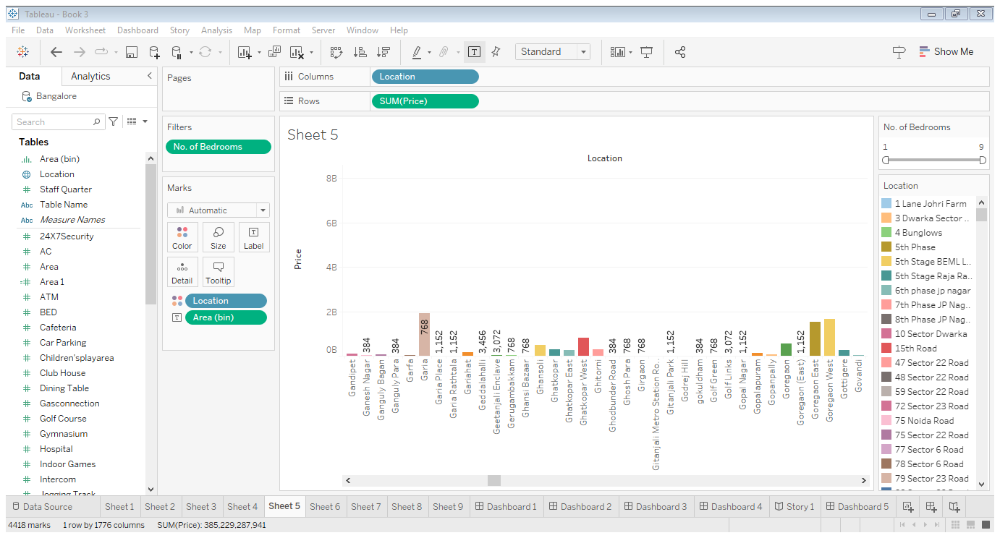 Tableau - Book 3
File Data Worksheet Dashboard Story Analysis Map Format Server Window Help
Standard
Show Me
Data Analytics
Bangalore
Search
Tables
Area (bin)
Location
Staff Quarter
Abc Table Name
Abc Measure Names
24X7Security
AC
Area
Area 1
ATM
BED
Cafeteria
Car Parking
Children'splayarea
Club House
Dining Table
Gasconnection
Golf Course
Gymnasium
Hospital
Indoor Games
Intercom
Jogging Track
Pages
Filters
No. of Bedrooms
Marks
Automatic
Color Size Label
Detail Tooltip
Location
Area (bin)
Columns Location
Rows SUM(Price)
Sheet 5
Location
Price
8B
6B
4B
2B
0B
384
384
768
1,152
1,152
3,456
3,072
768
768
384
768
768
1,152
384
768
3,072
1,152
1,152
Gandipet
Ganesh Nagar
Ganguly Bagan
Ganguly Para
Garfa
Garia
Garia Place
Garia Rathtala
Gariahat
Geddalahalli
Geetanjali Enclave
Gerugambakkam
Ghansi Bazaar
Ghansoli
Ghatkopar
Ghatkopar East
Ghatkopar West
Ghitorni
Ghodbunder Road
Ghosh Para
Girgaon
Gitanjali Metro Station Ro..
Gitanjali Park
Godrej Hill
gokuldham
Golf Green
Golf Links
Gopal Nagar
Gopalapuram
Gopanpally
Goregaon
Goregaon (East)
Goregaon East
Goregaon West
Gottigere
Govandi
No. of Bedrooms
1 9
Location
1 Lane Johri Farm
3 Dwarka Sector ..
4 Bunglows
5th Phase
5th Stage BEML L..
5th Stage Raja Ra..
6th phase jp nagar
7th Phase JP Nag..
8th Phase JP Nag..
10 Sector Dwarka
15th Road
47 Sector 22 Road
48 Sector 22 Road
59 Sector 22 Road
72 Sector 23 Road
75 Noida Road
75 Sector 22 Road
77 Sector 6 Road
78 Sector 6 Road
79 Sector 23 Road
Data Source Sheet 1 Sheet 2 Sheet 3 Sheet 4 Sheet 5 Sheet 6 Sheet 7 Sheet 8 Sheet 9 Dashboard 1 Dashboard 2 Dashboard 3 Dashboard 4 Story 1 Dashboard 5
4418 marks 1 row by 1776 columns SUM(Price): 385,229,287,941